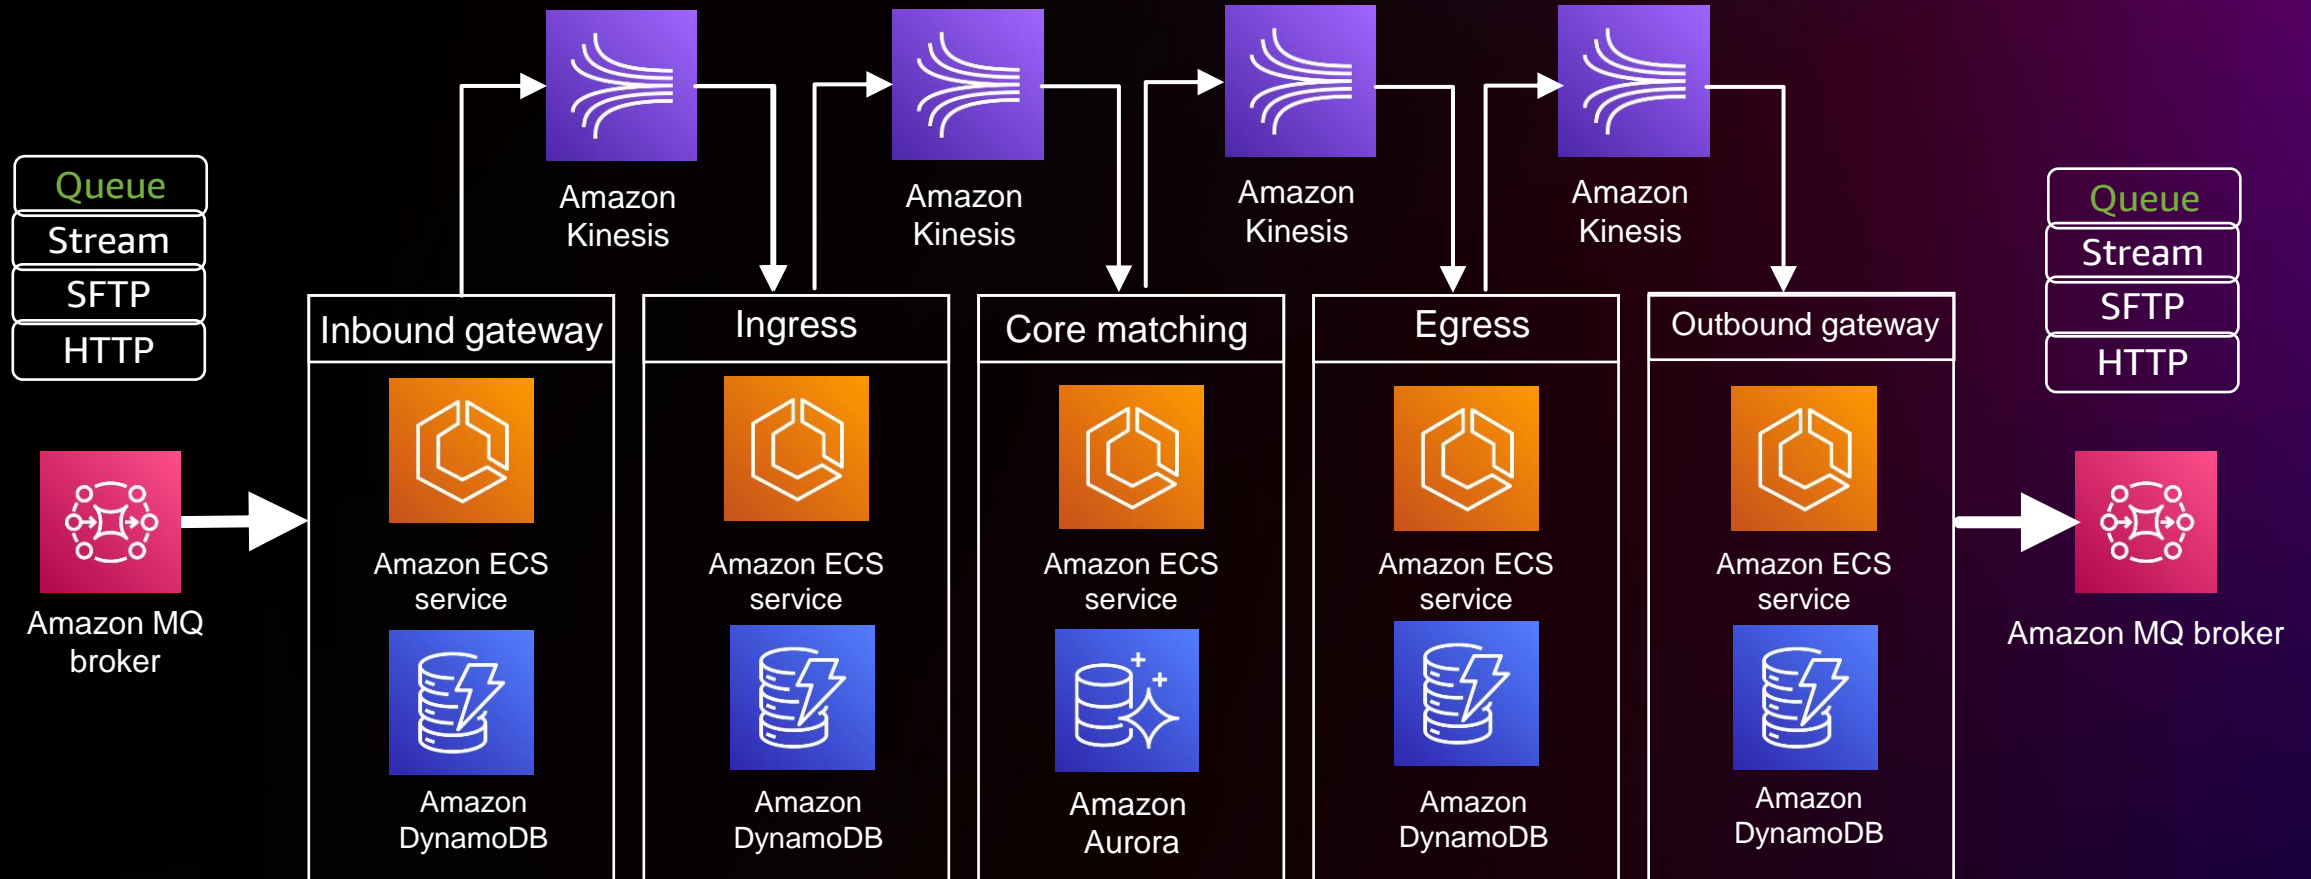 Queue
Stream
SFTP
HTTP
Amazon MQ
broker
Amazon
Kinesis
Amazon
Kinesis
Amazon
Kinesis
Amazon
Kinesis
Inbound gateway
Amazon ECS
service
Amazon
DynamoDB
Ingress
Amazon ECS
service
Amazon
DynamoDB
Core matching
Amazon ECS
service
Amazon
Aurora
Egress
Amazon ECS
service
Amazon
DynamoDB
Outbound gateway
Amazon ECS
service
Amazon
DynamoDB
Queue
Stream
SFTP
HTTP
Amazon MQ broker